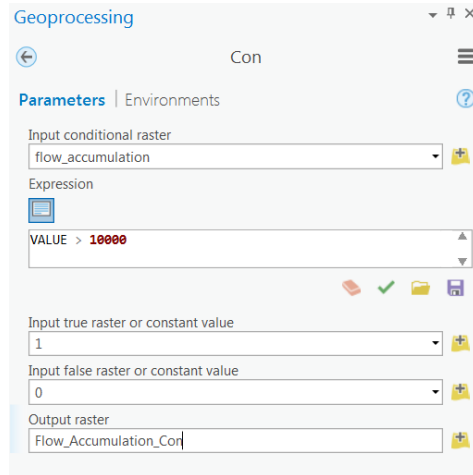 Geoprocessing
Con
Parameters | Environments
Input conditional raster
flow_accumulation
Expression
VALUE > 10000
Input true raster or constant value
1
Input false raster or constant value
0
Output raster
Flow_Accumulation_Con